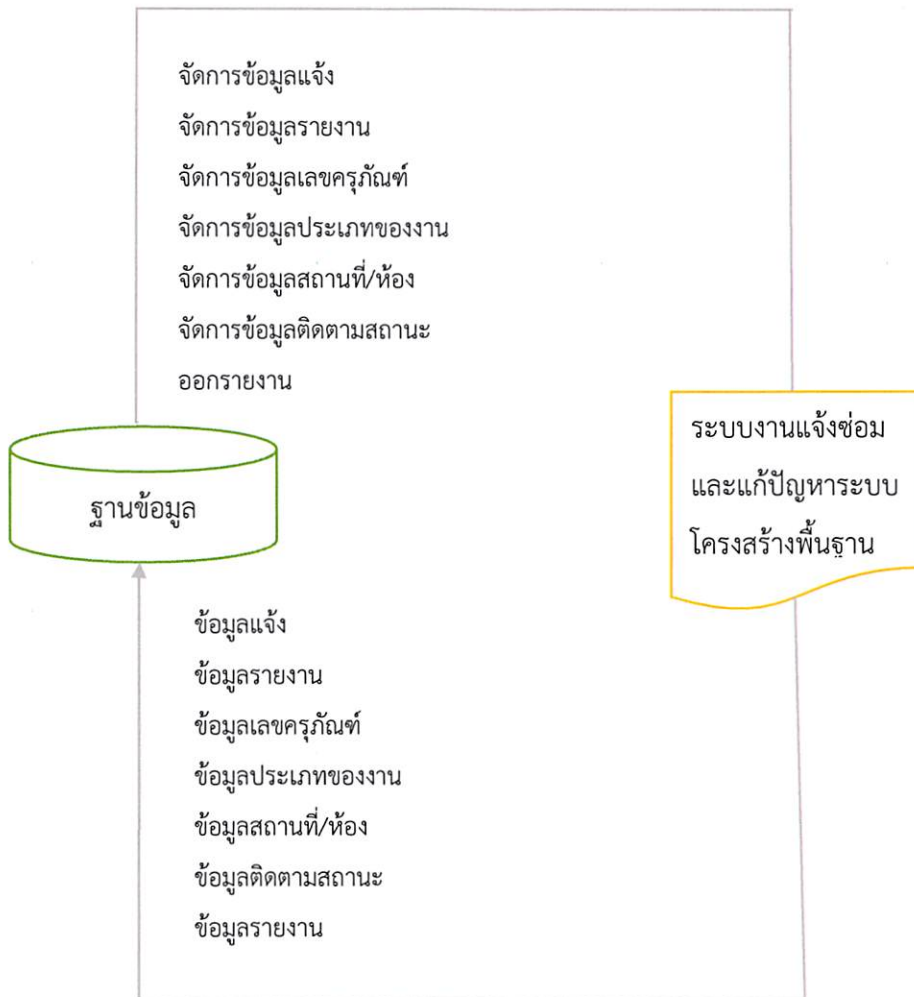 จัดการข้อมูลแจ้ง
จัดการข้อมูลรายงาน
จัดการข้อมูลเลขครุภัณฑ์
จัดการข้อมูลประเภทของงาน
จัดการข้อมูลสถานที่/ห้อง
จัดการข้อมูลติดตามสถานะ
ออกรายงาน
ฐานข้อมูล
ระบบงานแจ้งซ่อม
และแก้ปัญหาระบบ
โครงสร้างพื้นฐาน
ข้อมูลแจ้ง
ข้อมูลรายงาน
ข้อมูลเลขครุภัณฑ์
ข้อมูลประเภทของงาน
ข้อมูลสถานที่/ห้อง
ข้อมูลติดตามสถานะ
ข้อมูลรายงาน